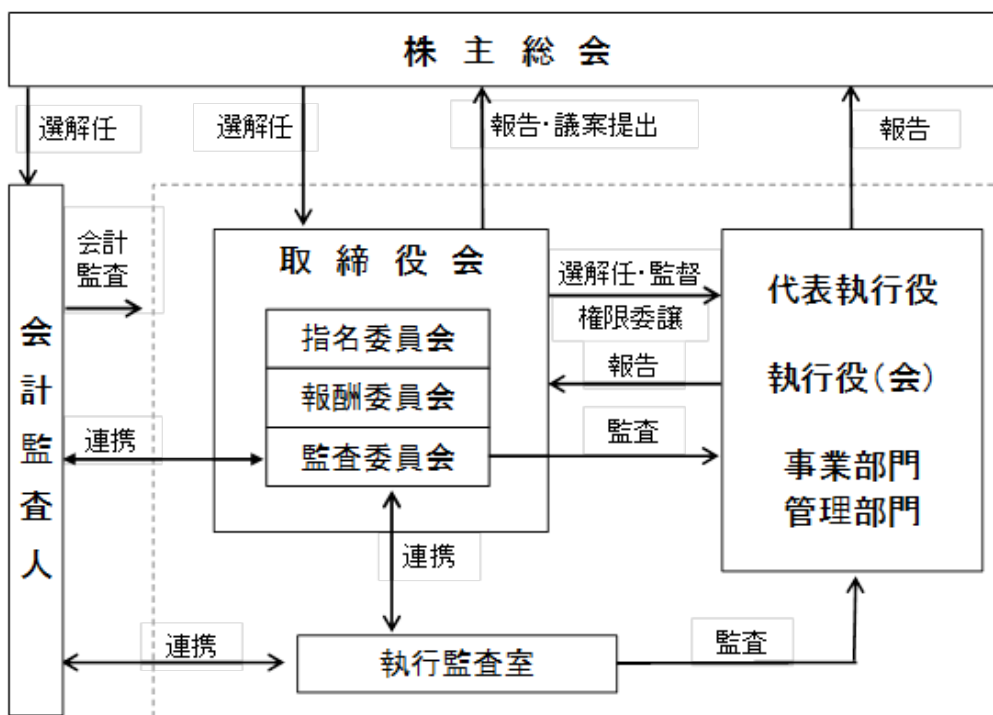 株主総会
選解任
選解任
報告・議案提出
報告
会計
監査
取締役会
選解任・監督
権限委譲
代表執行役
指名委員会
報酬委員会
監査委員会
報告
執行役(会)
会計監査人
連携
監査
事業部門
管理部門
連携
連携
執行監査室
監査